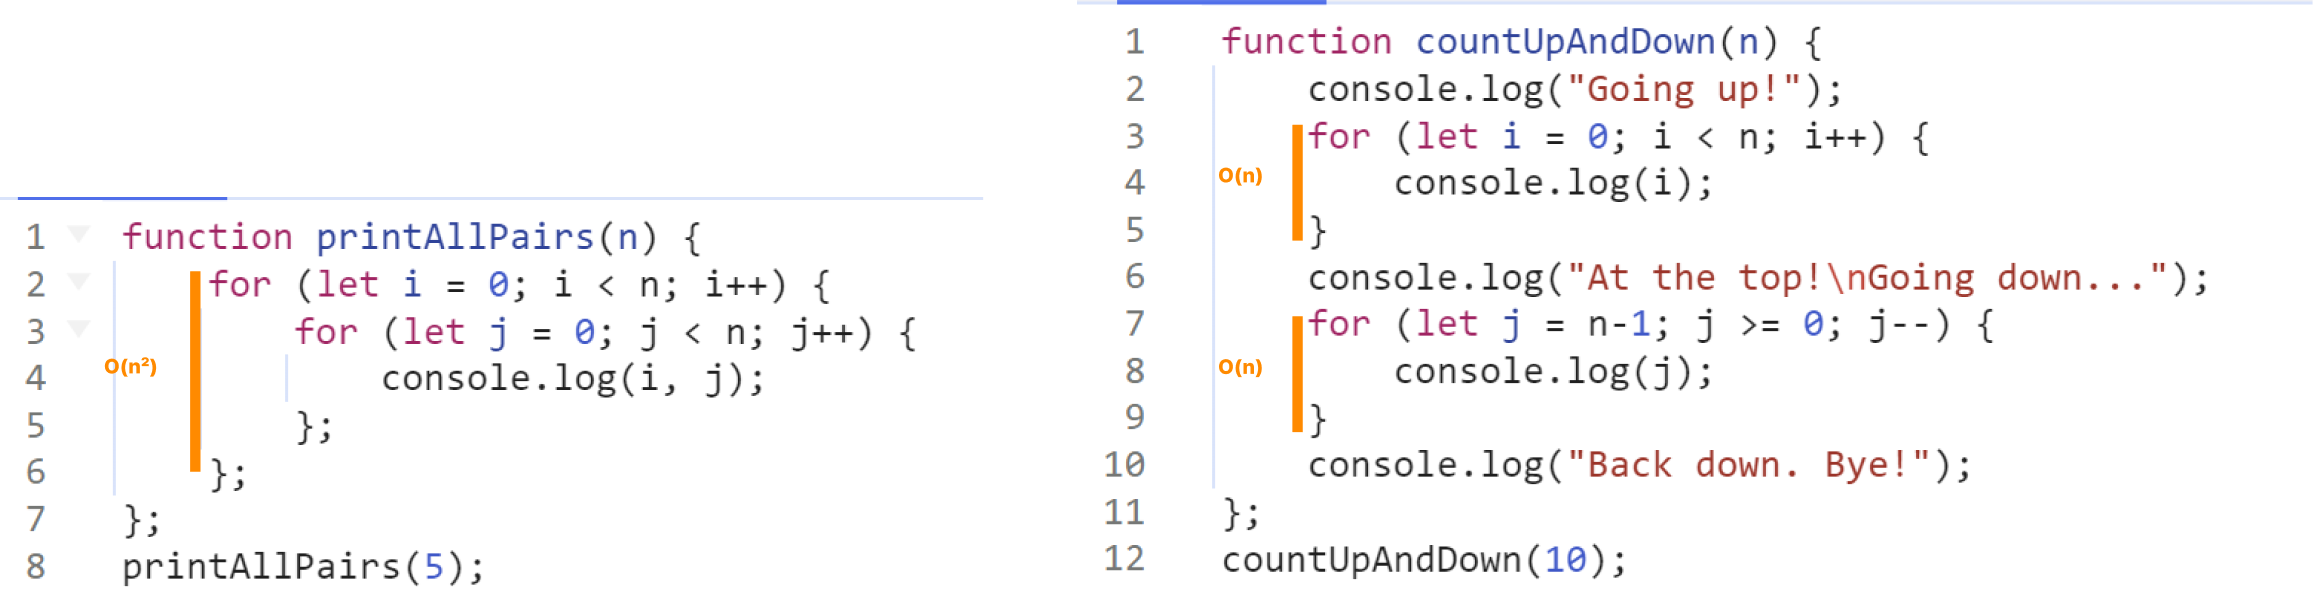 1 function printAllPairs(n) {
2 for (let i = 0; i < n; i++) {
3 for (let j = 0; j < n; j++) {
O(n²)
4 console.log(i, j);
5 };
6 };
7 };
8 printAllPairs(5);
1 function countUpAndDown(n) {
2 console.log("Going up!");
3 for (let i = 0; i < n; i++) {
O(n)
4 console.log(i);
5 }
6 console.log("At the top!\nGoing down...");
7 for (let j = n-1; j >= 0; j--) {
O(n)
8 console.log(j);
9 }
10 console.log("Back down. Bye!");
11 };
12 countUpAndDown(10);